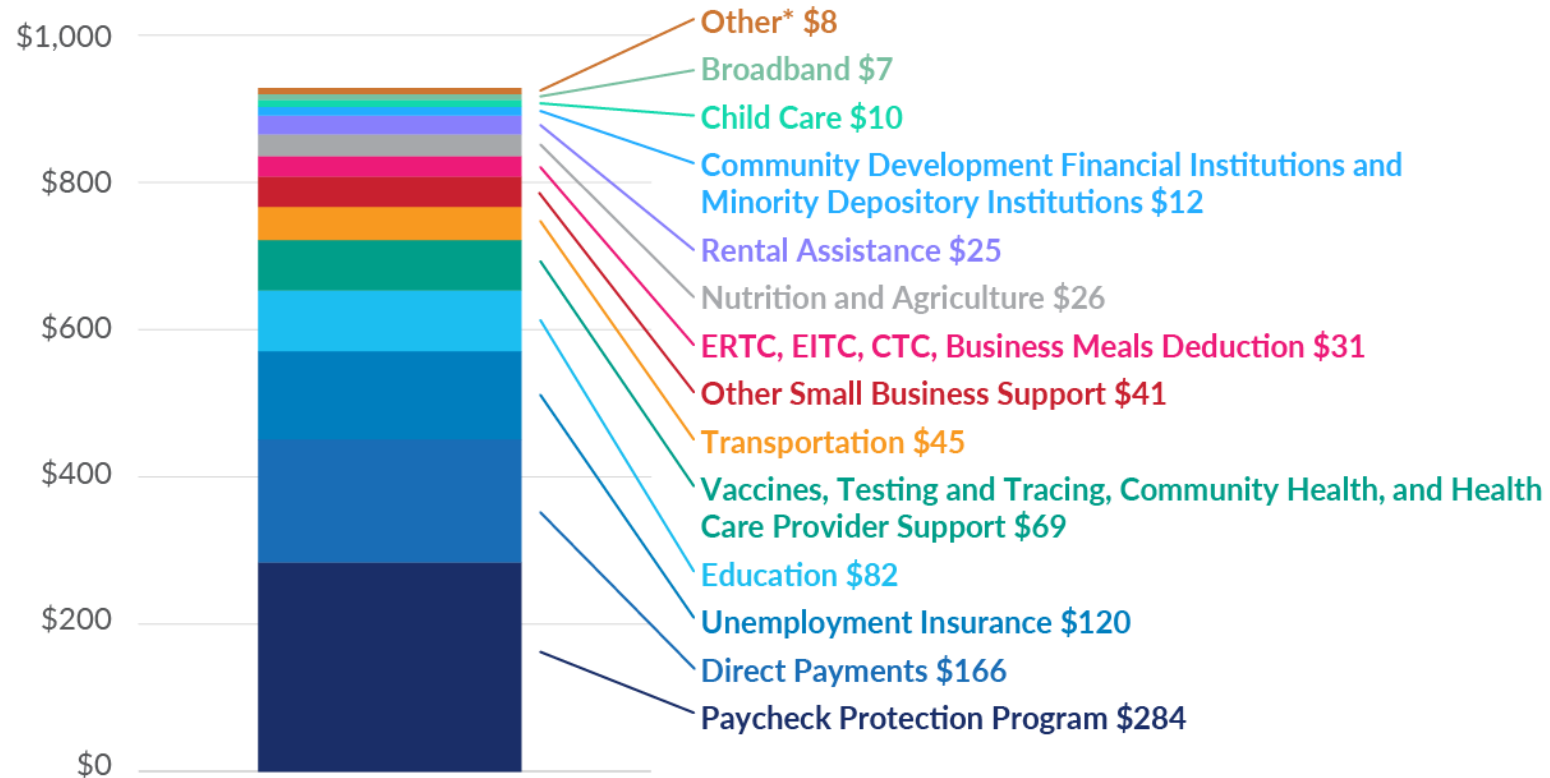 $1,000
$800
$600
$400
$200
$0
Other* $8
Broadband $7
Child Care $10
Community Development Financial Institutions and
Minority Depository Institutions $12
Rental Assistance $25
Nutrition and Agriculture $26
ERTC, EITC, CTC, Business Meals Deduction $31
Other Small Business Support $41
Transportation $45
Vaccines, Testing and Tracing, Community Health, and Health
Care Provider Support $69
Education $82
Unemployment Insurance $120
Direct Payments $166
Paycheck Protection Program $284